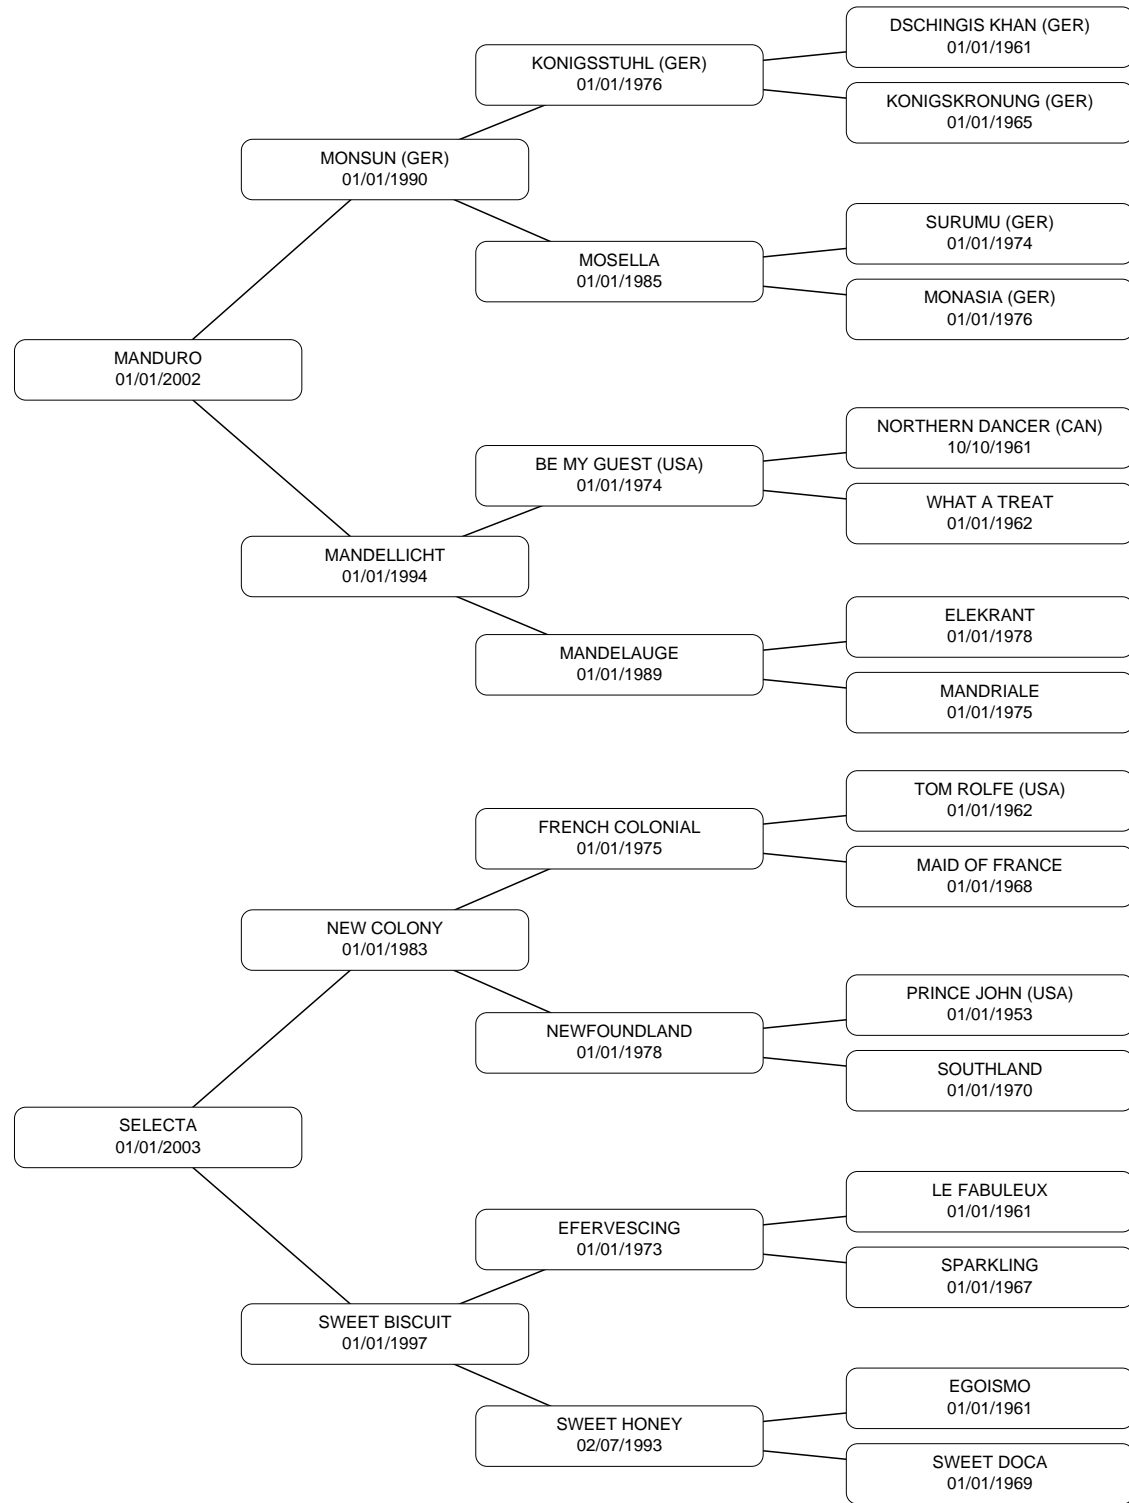 DSCHINGIS KHAN (GER)
01/01/1961
KONIGSSTUHL (GER)
01/01/1976
KONIGSKRONUNG (GER)
01/01/1965
MONSUN (GER)
01/01/1990
SURUMU (GER)
01/01/1974
MOSELLA
01/01/1985
MONASIA (GER)
01/01/1976
MANDURO
01/01/2002
NORTHERN DANCER (CAN)
10/10/1961
BE MY GUEST (USA)
01/01/1974
WHAT A TREAT
01/01/1962
MANDELLICHT
01/01/1994
ELEKRANT
01/01/1978
MANDELAUGE
01/01/1989
MANDRIALE
01/01/1975
TOM ROLFE (USA)
01/01/1962
FRENCH COLONIAL
01/01/1975
MAID OF FRANCE
01/01/1968
NEW COLONY
01/01/1983
PRINCE JOHN (USA)
01/01/1953
NEWFOUNDLAND
01/01/1978
SOUTHLAND
01/01/1970
SELECTA
01/01/2003
LE FABULEUX
01/01/1961
EFERVESCING
01/01/1973
SPARKLING
01/01/1967
SWEET BISCUIT
01/01/1997
EGOISMO
01/01/1961
SWEET HONEY
02/07/1993
SWEET DOCA
01/01/1969